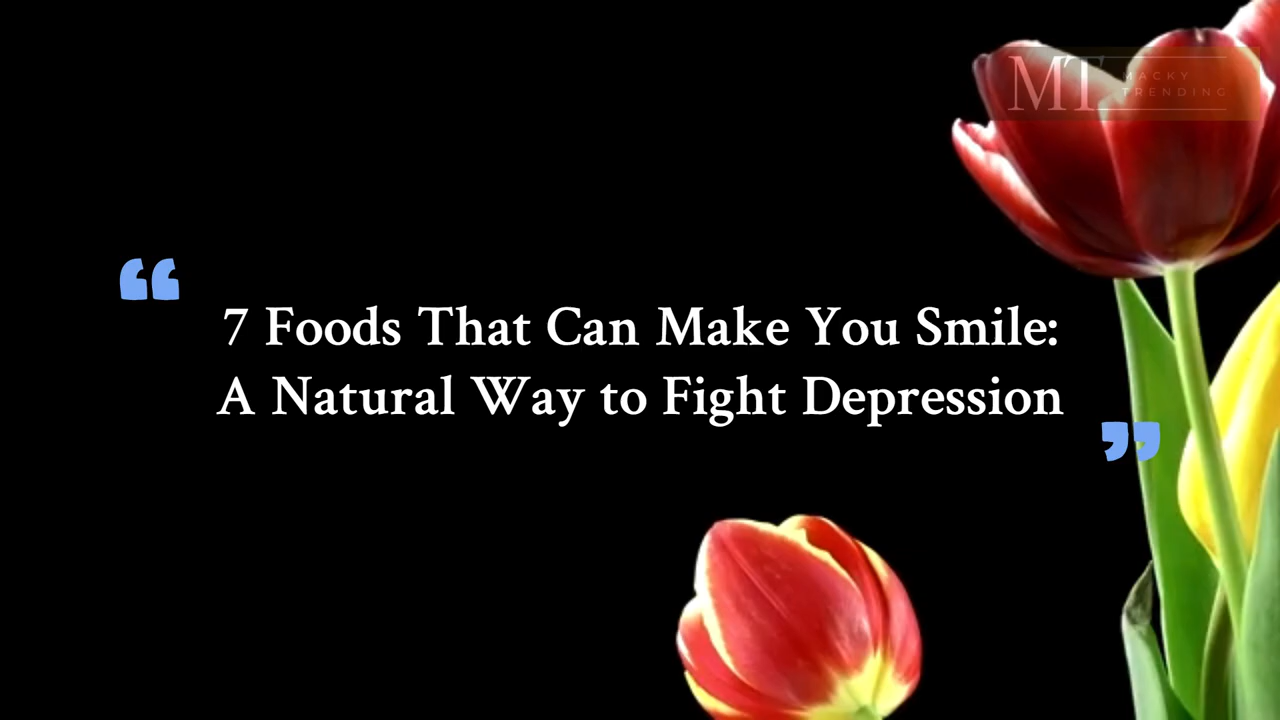 MT MACKY
TRENDING
“
7 Foods That Can Make You Smile:
A Natural Way to Fight Depression
”